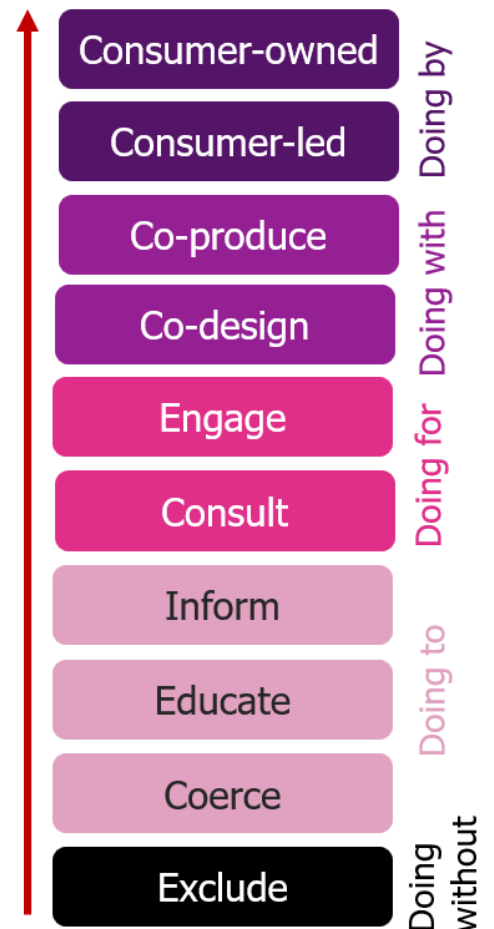 Consumer-owned
Consumer-led
Doing by
Co-produce
Co-design
Doing with
Engage
Consult
Doing for
Inform
Educate
Coerce
Doing to
Exclude
Doing
without